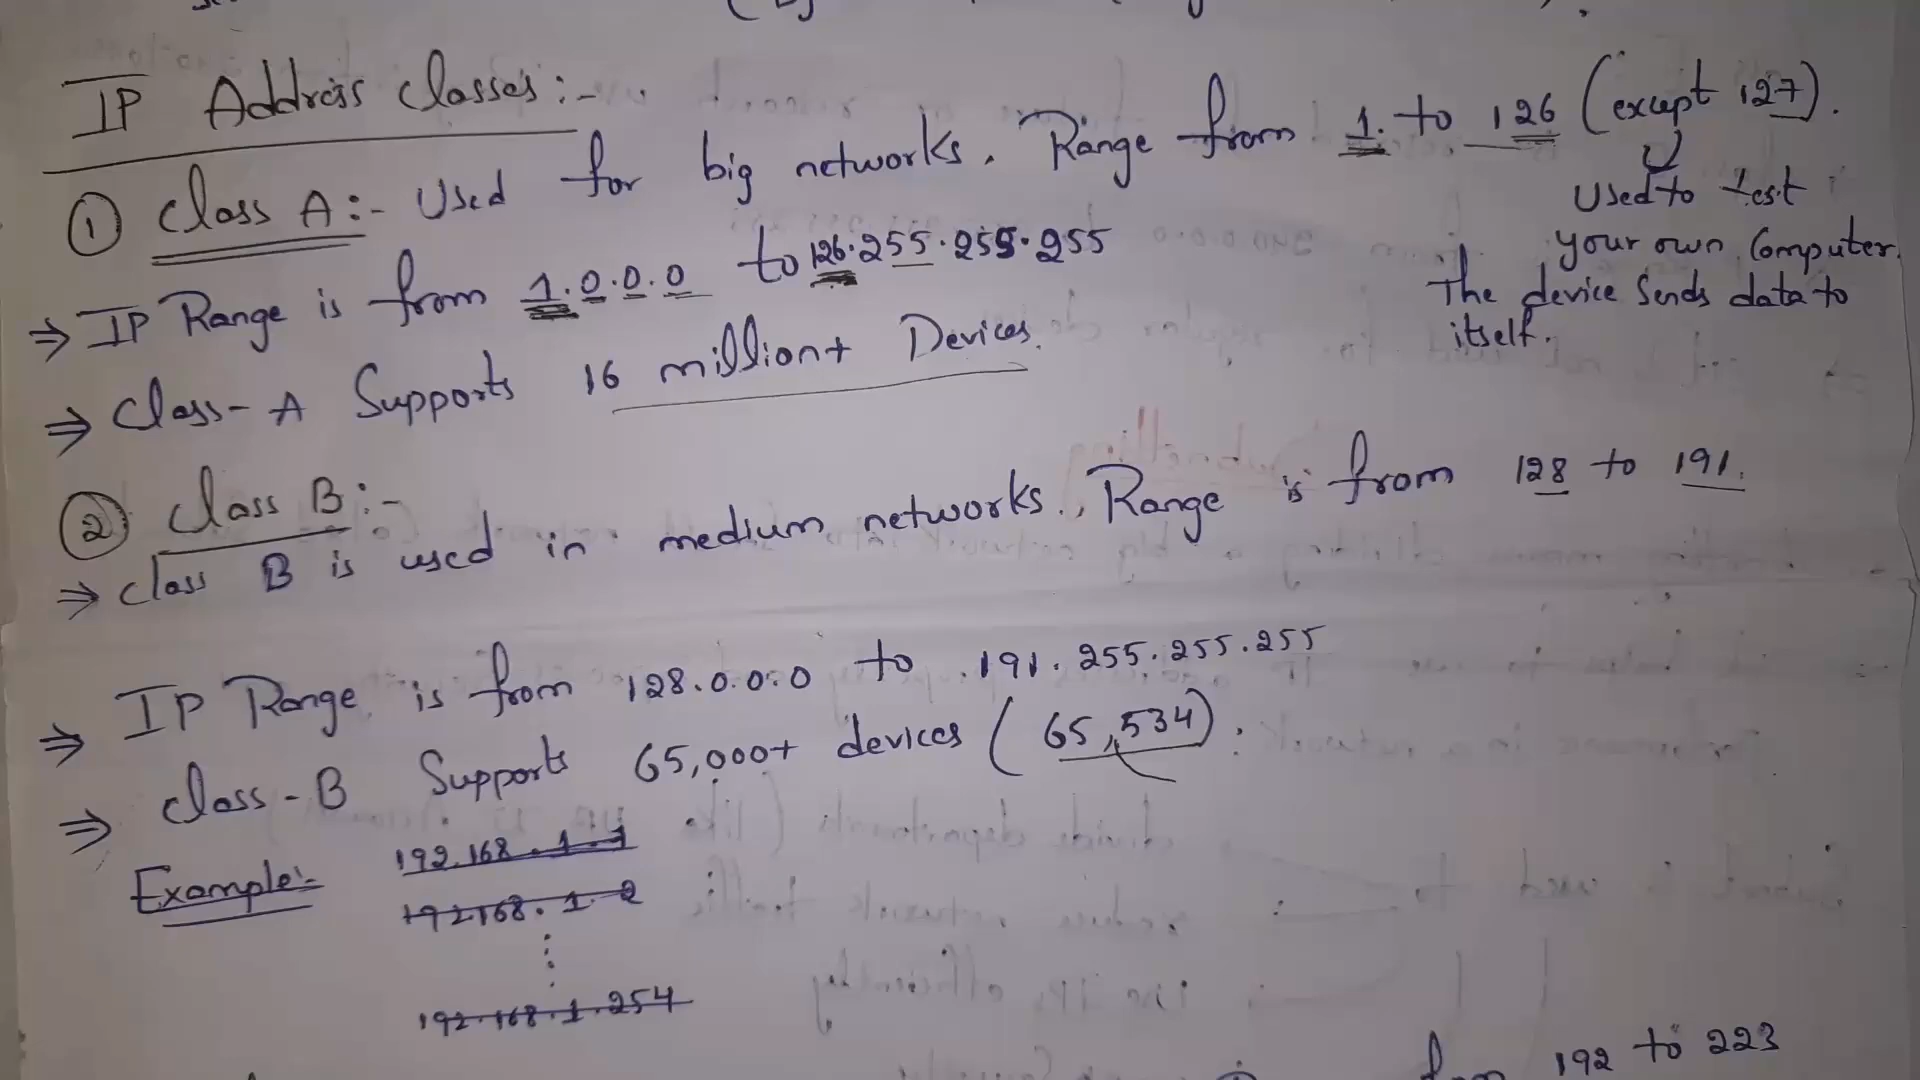 IP Address Classes:-
① Class A:- Used for big networks. Range from 1. to 126 (except 127).
Used to test
your own Computer.
The device Sends data to
itself.
⇒ IP Range is from 1.0.0.0 to 126.255.255.255
⇒ Class-A Supports 16 million+ Devices.
② Class B:-
⇒ class B is used in medium networks. Range is from 128 to 191.
⇒ IP Range is from 128.0.0.0 to 191.255.255.255
⇒ class-B Supports 65,000+ devices (65,534).
Example:- 192.168.1.1
192.168.1.2
192.168.1.254
192 to 223